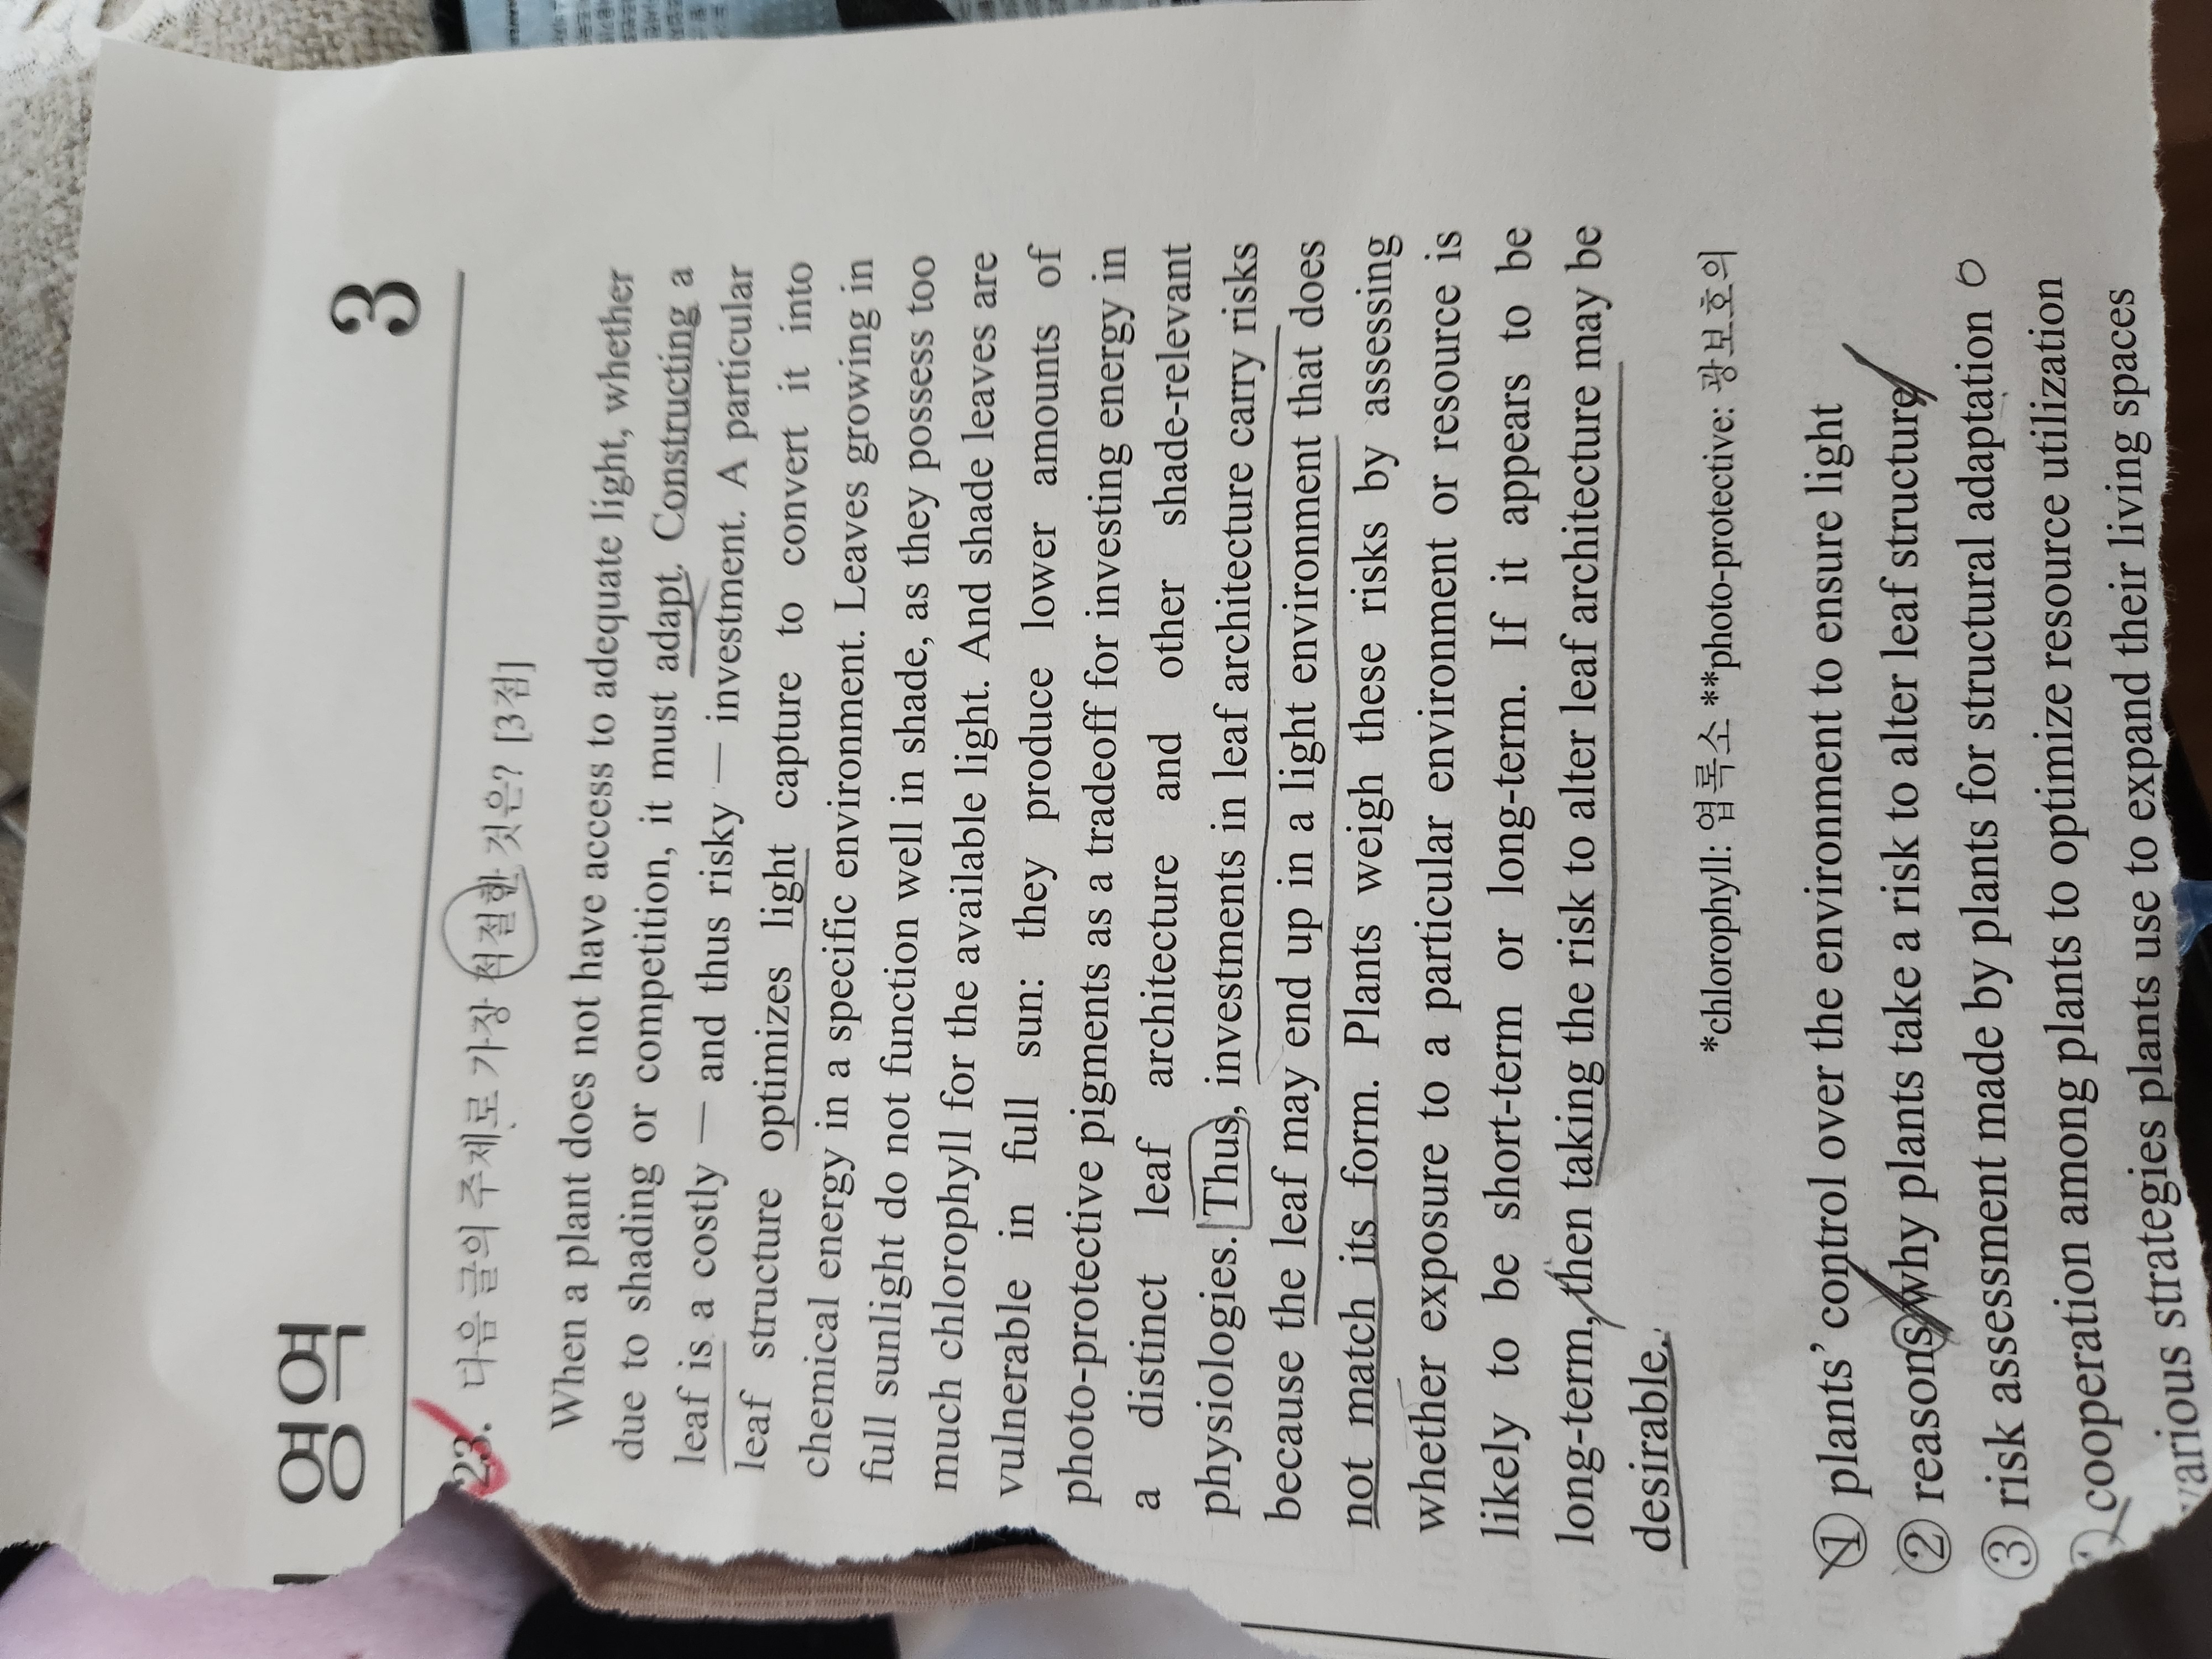 영역
3
23. 다음 글의 주제로 가장 적절한 것은? [3점]
When a plant does not have access to adequate light, whether
due to shading or competition, it must adapt. Constructing a
leaf is a costly — and thus risky — investment. A particular
leaf structure optimizes light capture to convert it into
chemical energy in a specific environment. Leaves growing in
full sunlight do not function well in shade, as they possess too
much chlorophyll for the available light. And shade leaves are
vulnerable in full sun: they produce lower amounts of
photo-protective pigments as a tradeoff for investing energy in
a distinct leaf architecture and other shade-relevant
physiologies. Thus, investments in leaf architecture carry risks
because the leaf may end up in a light environment that does
not match its form. Plants weigh these risks by assessing
whether exposure to a particular environment or resource is
likely to be short-term or long-term. If it appears to be
long-term, then taking the risk to alter leaf architecture may be
desirable.
*chlorophyll: 엽록소 **photo-protective: 광보호의
① plants' control over the environment to ensure light
② reasons why plants take a risk to alter leaf structure
③ risk assessment made by plants for structural adaptation
cooperation among plants to optimize resource utilization
various strategies plants use to expand their living spaces